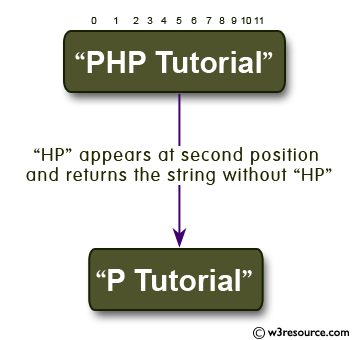 0 1 2 3 4 5 6 7 8 9 10 11
“PHP Tutorial”
“HP” appears at second position
and returns the string without “HP”
“P Tutorial”
© w3resource.com